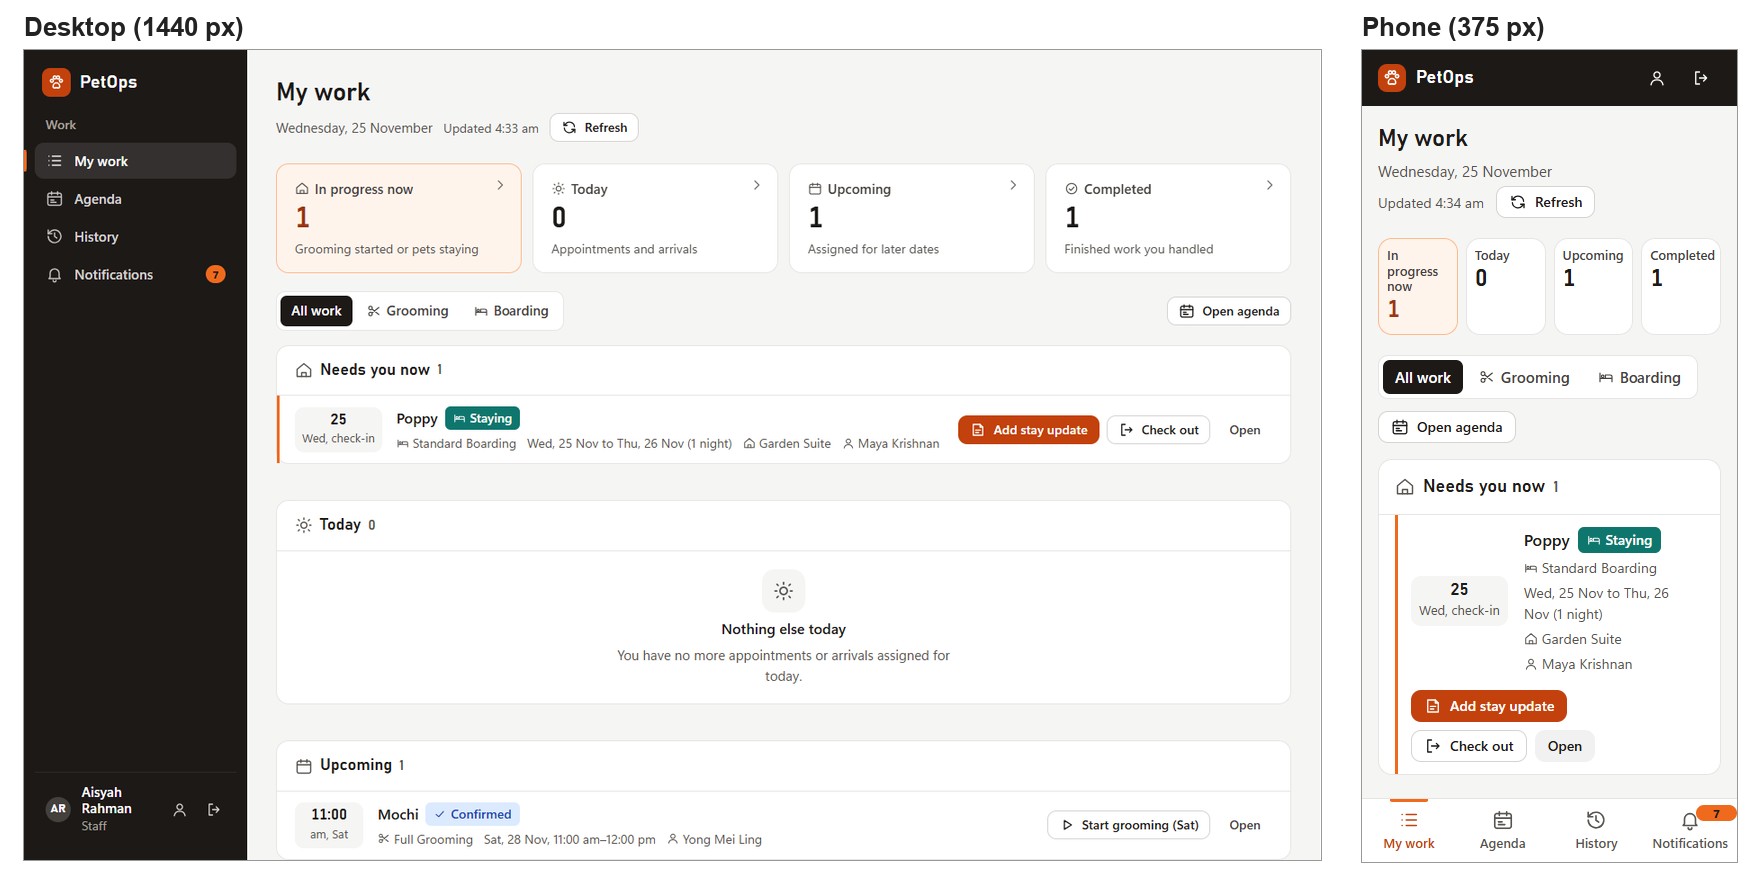 Desktop (1440 px)
PetOps
Work
My work
Agenda
History
Notifications 7
AR Aisyah Rahman
Staff
My work
Wednesday, 25 November Updated 4:33 am Refresh
In progress now
1
Grooming started or pets staying
Today
0
Appointments and arrivals
Upcoming
1
Assigned for later dates
Completed
1
Finished work you handled
All work Grooming Boarding Open agenda
Needs you now 1
25
Wed, check-in
Poppy Staying
Standard Boarding Wed, 25 Nov to Thu, 26 Nov (1 night) Garden Suite Maya Krishnan
Add stay update Check out Open
Today 0
Nothing else today
You have no more appointments or arrivals assigned for
today.
Upcoming 1
11:00
am, Sat
Mochi Confirmed
Full Grooming Sat, 28 Nov, 11:00 am–12:00 pm Yong Mei Ling
Start grooming (Sat) Open
Phone (375 px)
PetOps
My work
Wednesday, 25 November
Updated 4:34 am Refresh
In
progress
now
1
Today
0
Upcoming
1
Completed
1
All work Grooming Boarding
Open agenda
Needs you now 1
25
Wed, check-in
Poppy Staying
Standard Boarding
Wed, 25 Nov to Thu, 26
Nov (1 night)
Garden Suite
Maya Krishnan
Add stay update
Check out Open
7
My work Agenda History Notifications